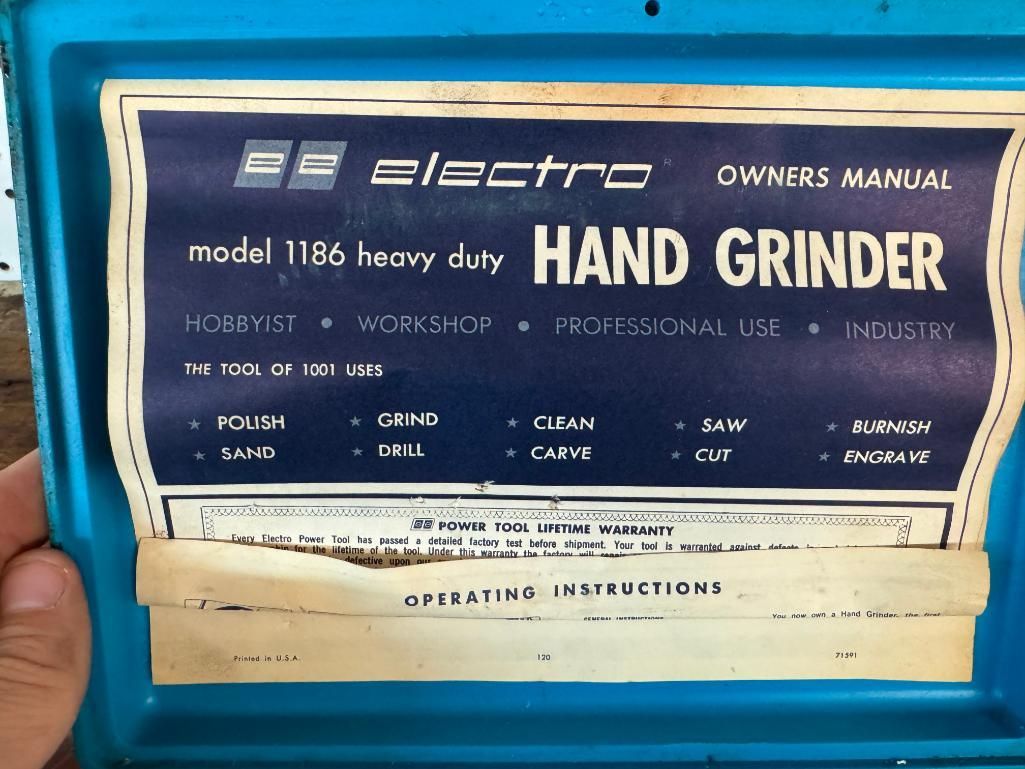 ee electro ® OWNERS MANUAL
model 1186 heavy duty HAND GRINDER
HOBBYIST • WORKSHOP • PROFESSIONAL USE • INDUSTRY
THE TOOL OF 1001 USES
★ POLISH ★ GRIND ★ CLEAN ★ SAW ★ BURNISH
★ SAND ★ DRILL ★ CARVE ★ CUT ★ ENGRAVE
ee POWER TOOL LIFETIME WARRANTY
Every Electro Power Tool has passed a detailed factory test before shipment. Your tool is warranted against defects
for the lifetime of the tool. Under this warranty the factory will
defective upon
OPERATING INSTRUCTIONS
GENERAL INSTRUCTIONS
You now own a Hand Grinder, the first
Printed in U.S.A. 120 71591